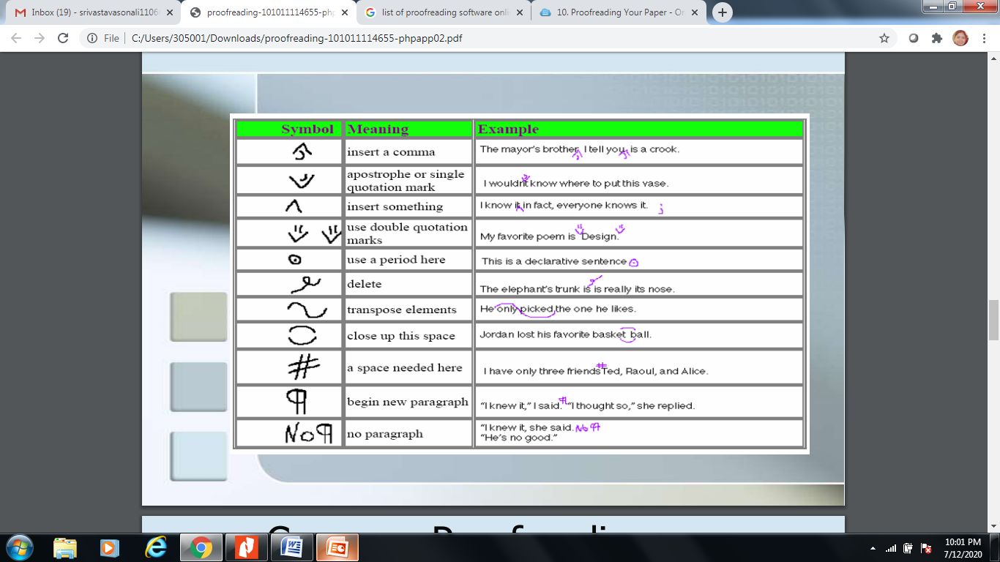 Inbox (19) - srivastavasonali1106
proofreading-101011114655-php
list of proofreading software onli
10. Proofreading Your Paper - On
File
C:/Users/305001/Downloads/proofreading-101011114655-phpapp02.pdf
Symbol Meaning Example
insert a comma The mayor's brother, I tell you, is a crook.
apostrophe or single
quotation mark I wouldn't know where to put this vase.
^ insert something I know it in fact, everyone knows it. ;
use double quotation
marks My favorite poem is "Design."
use a period here This is a declarative sentence
delete The elephant's trunk is is really its nose.
transpose elements He only picked the one he likes.
close up this space Jordan lost his favorite basket ball.
# a space needed here I have only three friends#Ted, Raoul, and Alice.
¶ begin new paragraph "I knew it," I said. ¶ "I thought so," she replied.
No ¶ no paragraph "I knew it, she said. No ¶
"He's no good."
10:01 PM
7/12/2020